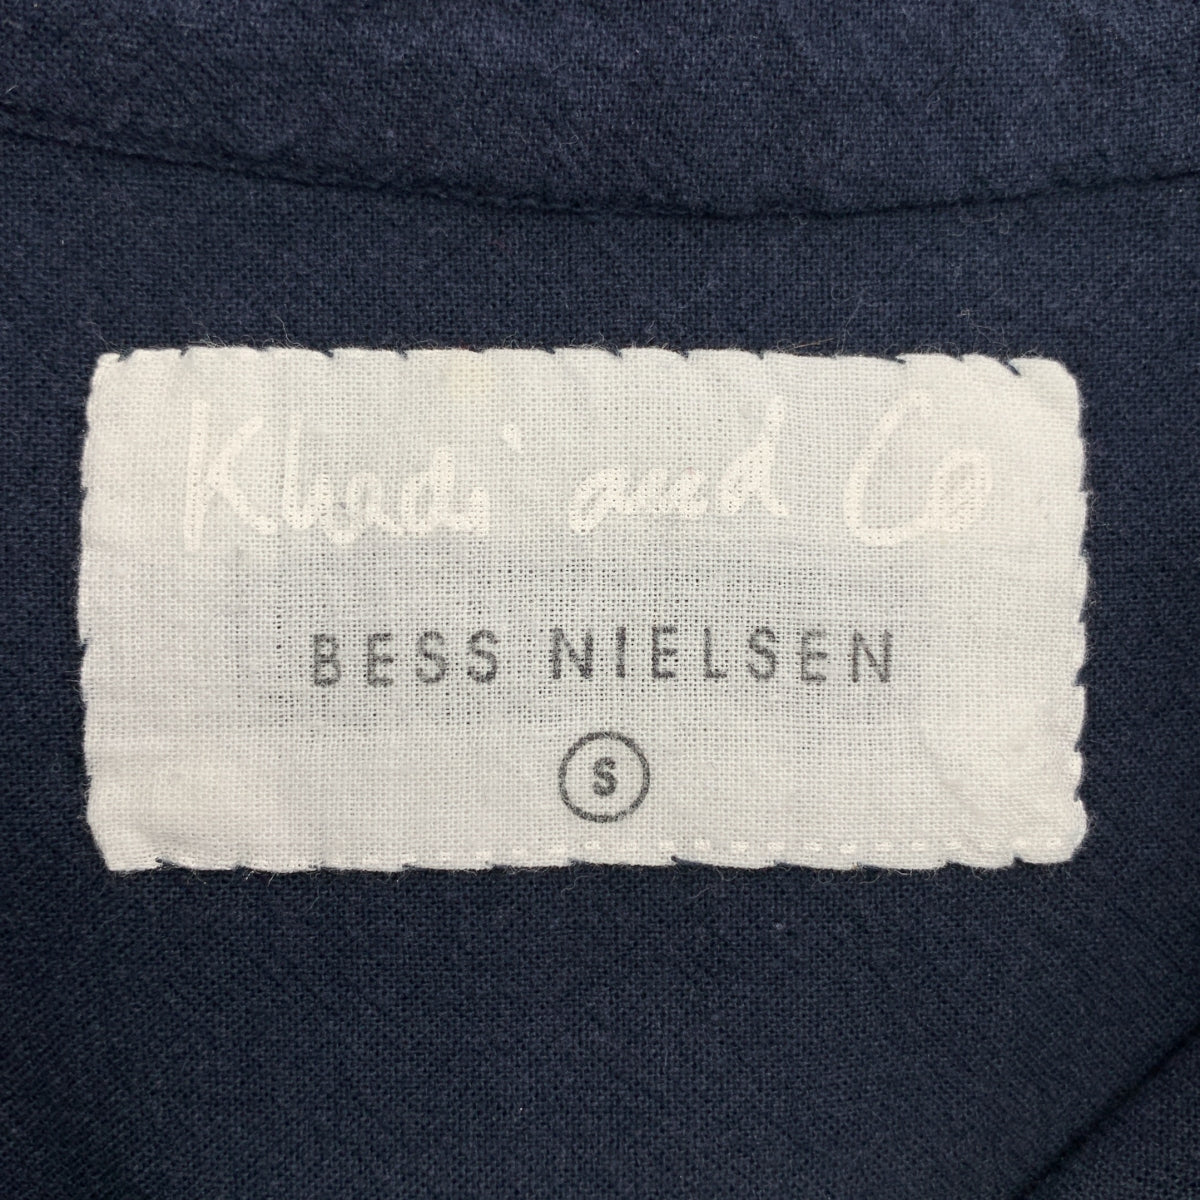 Khadi and Co
BESS NIELSEN
S